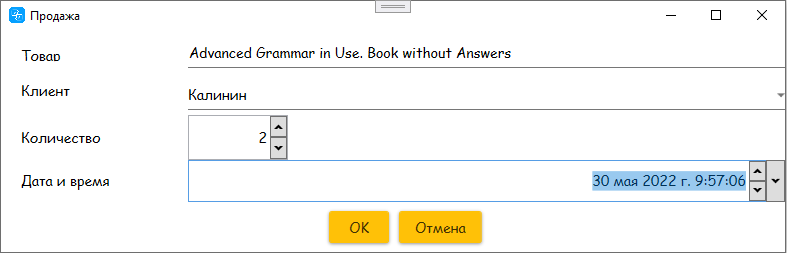 Продажа
Товар Advanced Grammar in Use. Book without Answers
Клиент Калинин
Количество 2
Дата и время 30 мая 2022 г. 9:57:06
OK Отмена